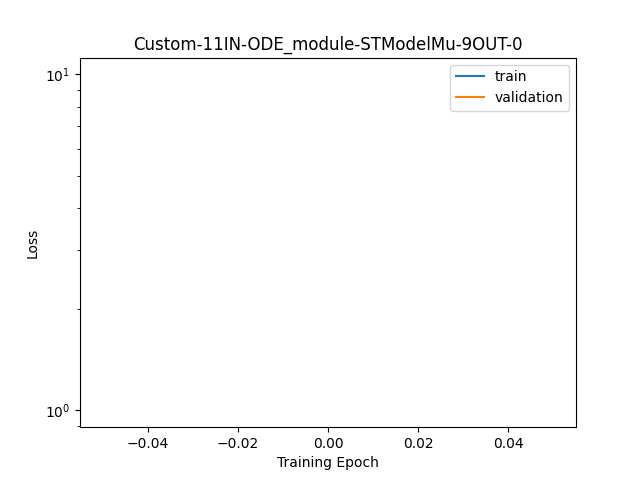 Custom-11IN-ODE_module-STModelMu-9OUT-0
10¹
train
validation
Loss
10⁰
−0.04 −0.02 0.00 0.02 0.04
Training Epoch